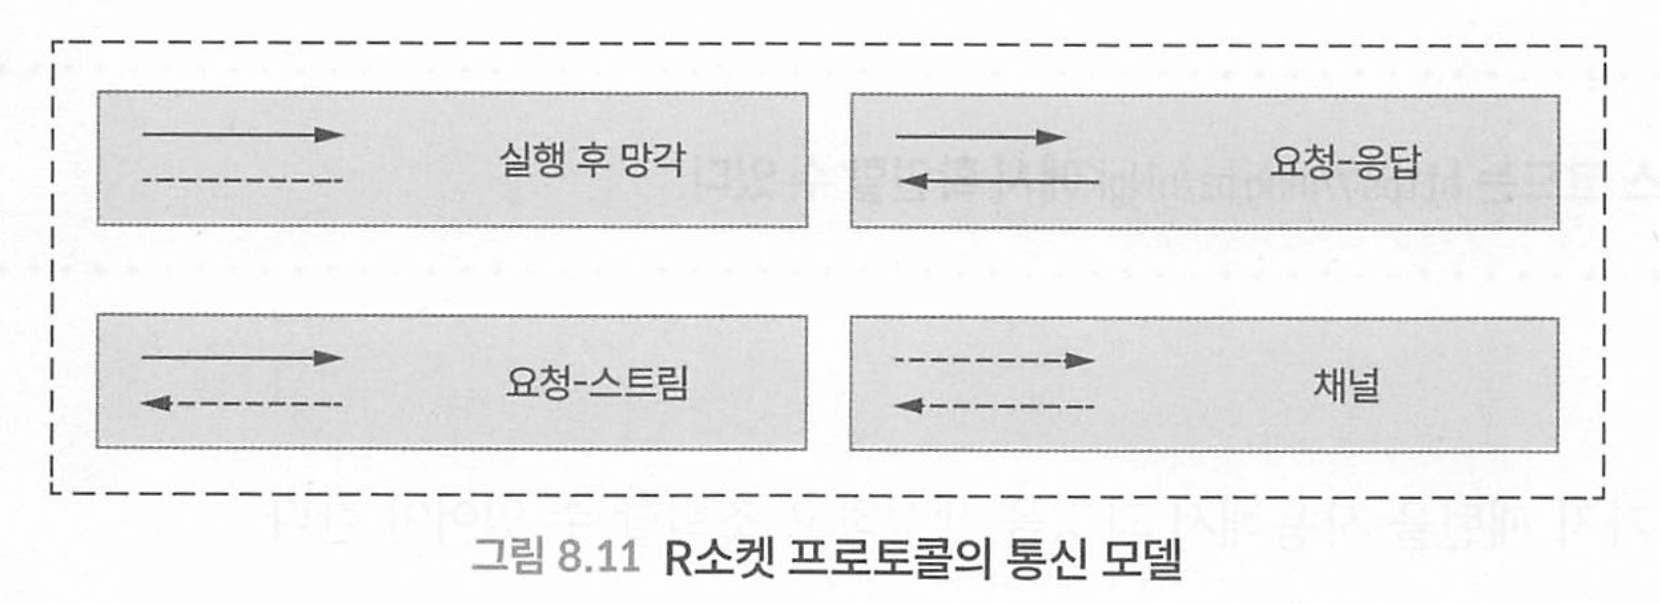 실행 후 망각
요청-응답
요청-스트림
채널
그림 8.11 R소켓 프로토콜의 통신 모델